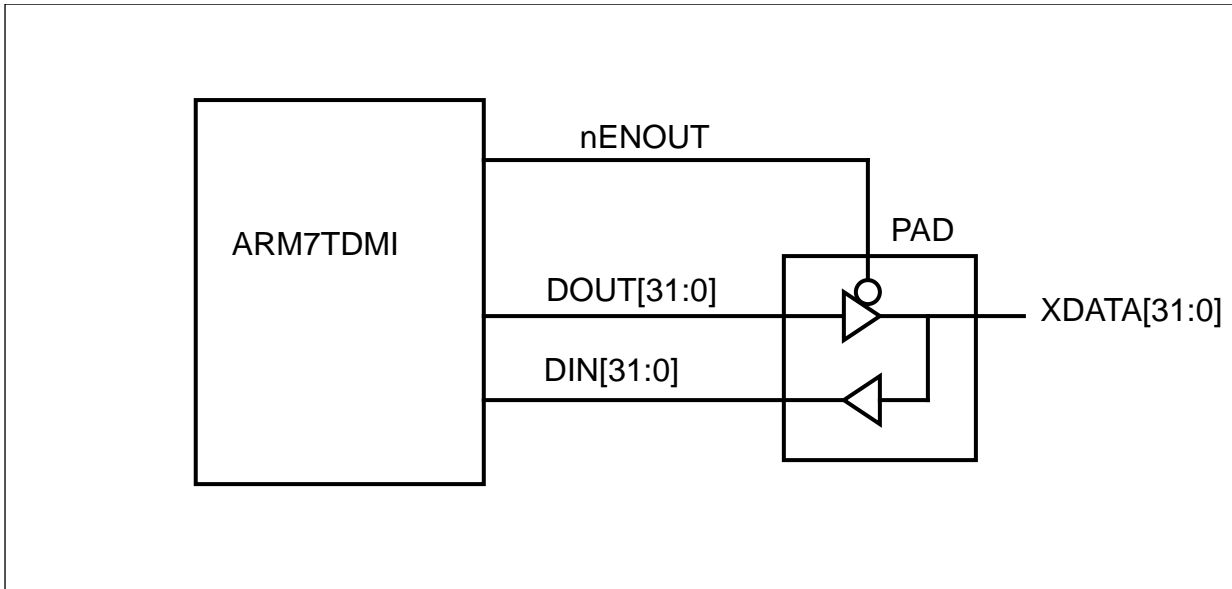 nENOUT
ARM7TDMI
PAD
DOUT[31:0]
XDATA[31:0]
DIN[31:0]